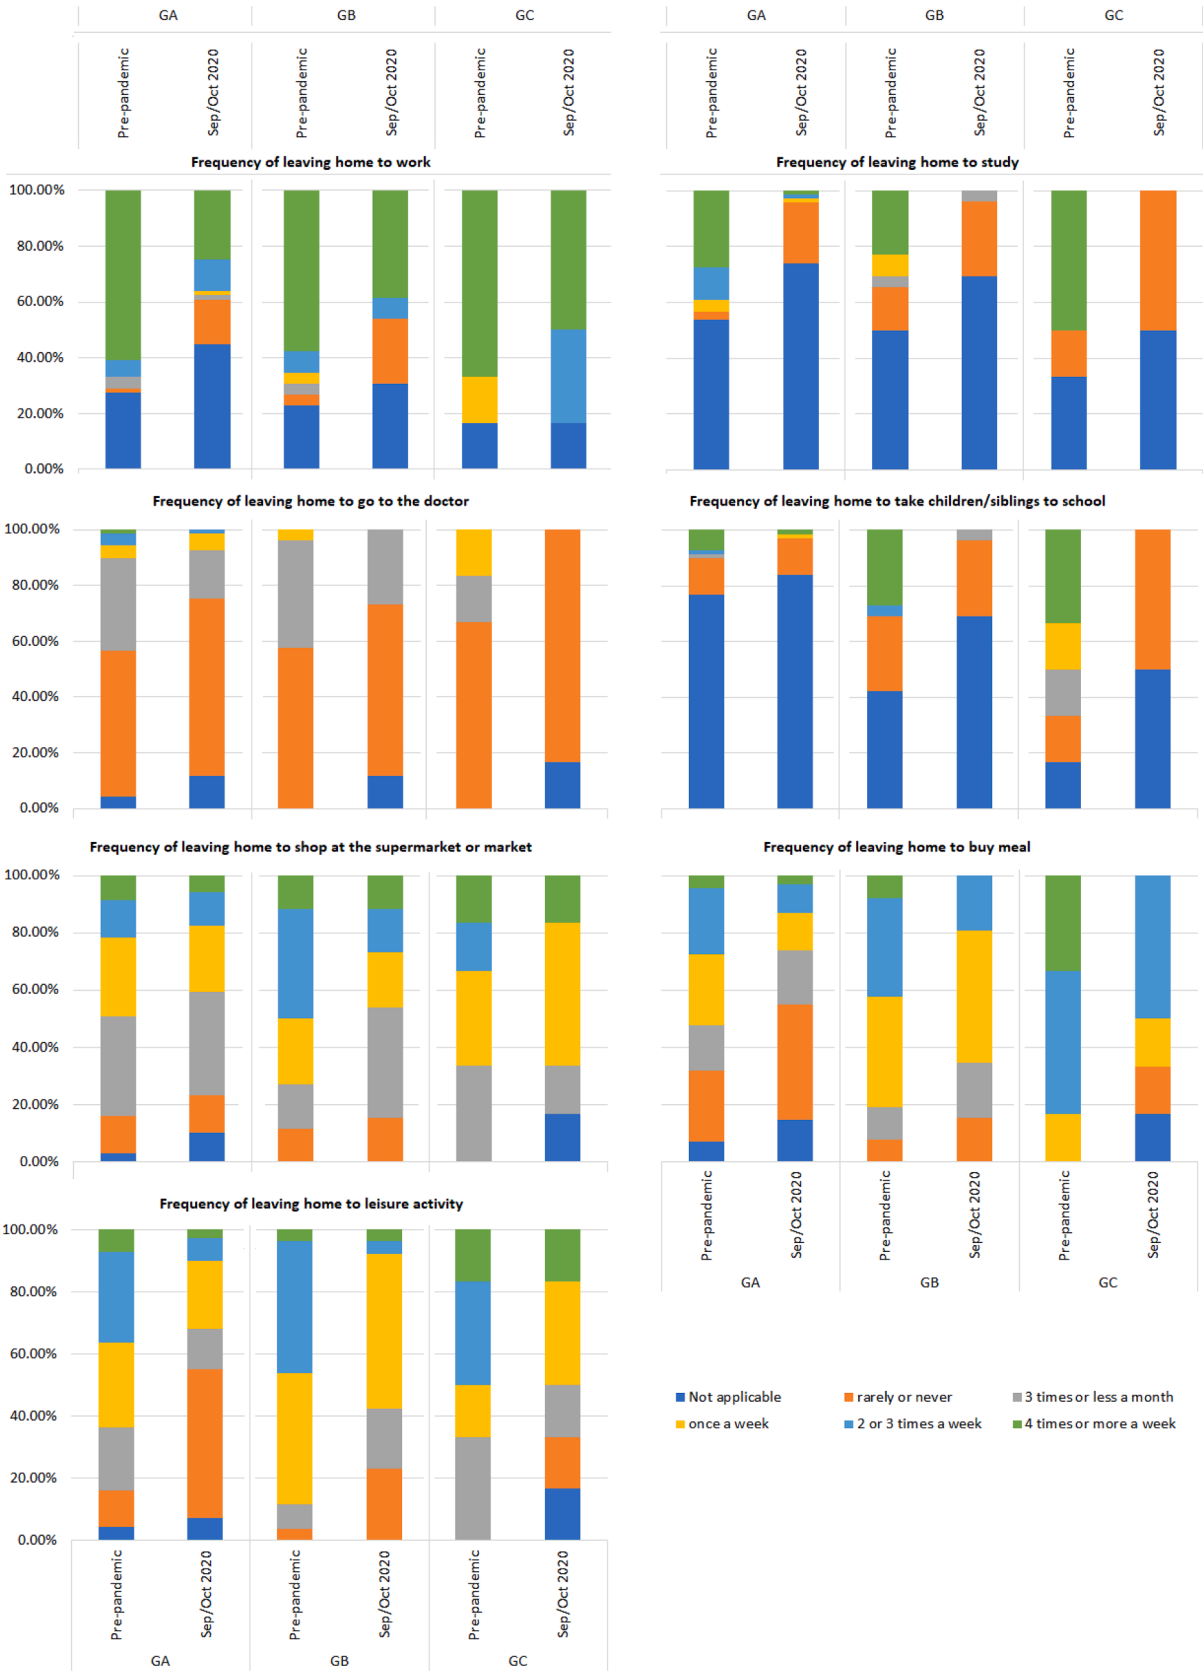 GA GB GC GA GB GC
Pre-pandemic Sep/Oct 2020 Pre-pandemic Sep/Oct 2020 Pre-pandemic Sep/Oct 2020 Pre-pandemic Sep/Oct 2020 Pre-pandemic Sep/Oct 2020 Pre-pandemic Sep/Oct 2020
Frequency of leaving home to work
100.00%
80.00%
60.00%
40.00%
20.00%
0.00%
Frequency of leaving home to study
Frequency of leaving home to go to the doctor
100.00%
80.00%
60.00%
40.00%
20.00%
0.00%
Frequency of leaving home to take children/siblings to school
Frequency of leaving home to shop at the supermarket or market
100.00%
80.00%
60.00%
40.00%
20.00%
0.00%
Frequency of leaving home to buy meal
Pre-pandemic Sep/Oct 2020 Pre-pandemic Sep/Oct 2020 Pre-pandemic Sep/Oct 2020
GA GB GC
Frequency of leaving home to leisure activity
100.00%
80.00%
60.00%
40.00%
20.00%
0.00%
Pre-pandemic Sep/Oct 2020 Pre-pandemic Sep/Oct 2020 Pre-pandemic Sep/Oct 2020
GA GB GC
Not applicable rarely or never 3 times or less a month
once a week 2 or 3 times a week 4 times or more a week